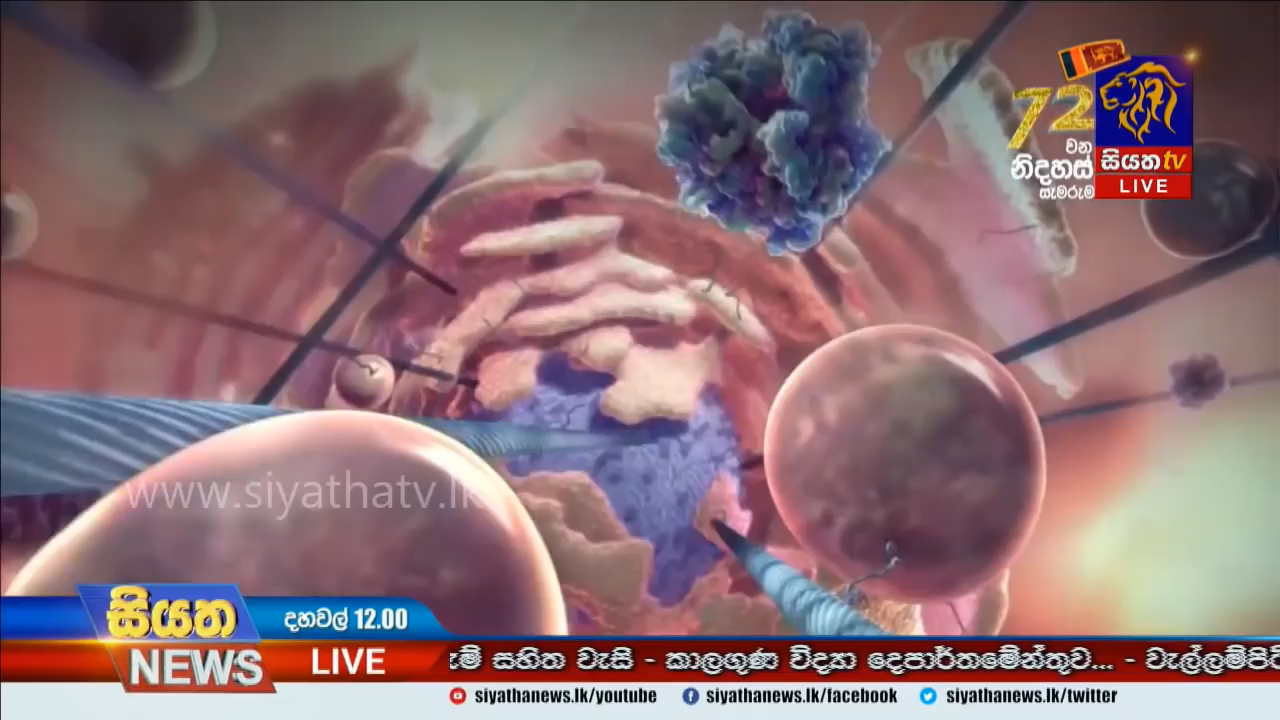 72
වන
නිදහස්
සැමරුම
සියත tv
LIVE
www.siyathatv.lk
සියත
දහවල් 12.00
NEWS
LIVE
සහිත වැසි - කාලගුණ විද්‍යා දෙපාර්තමේන්තුව... -
siyathanews.lk/youtube
siyathanews.lk/facebook
siyathanews.lk/twitter